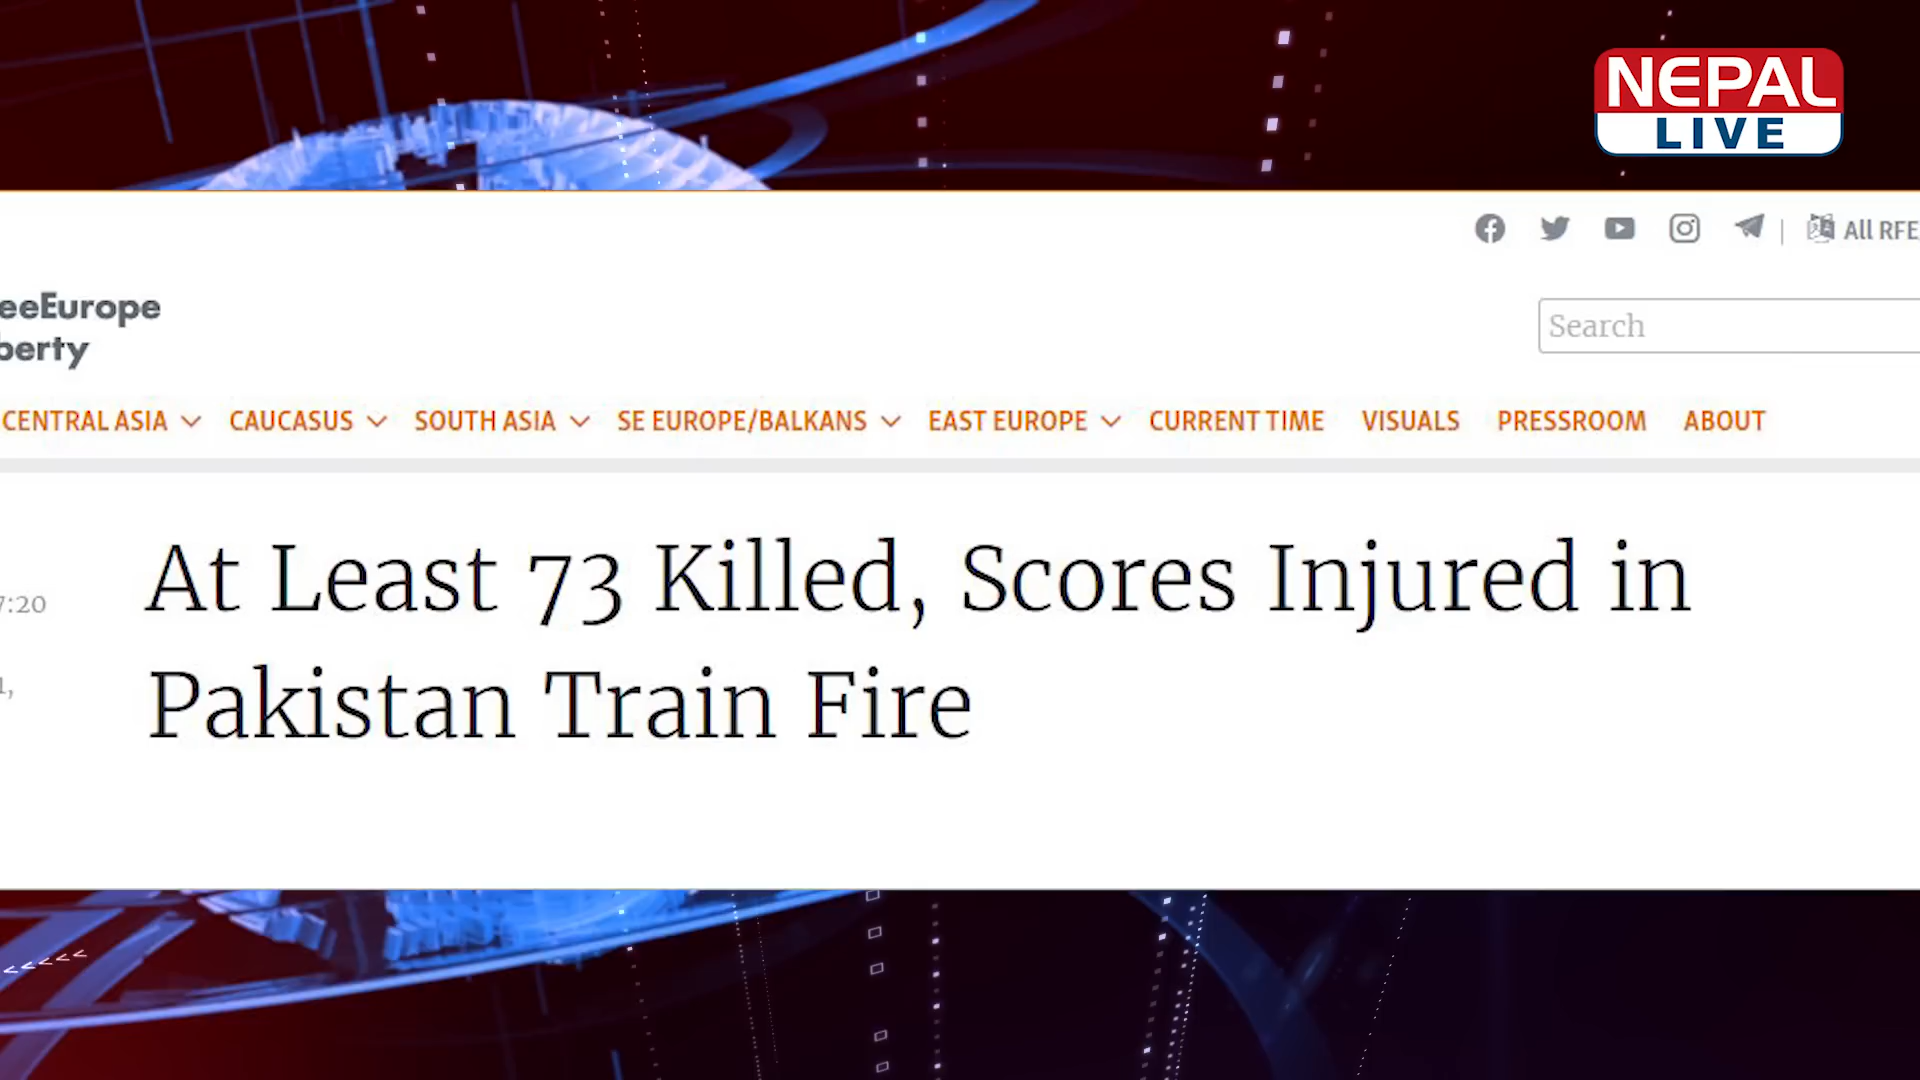 NEPAL
LIVE
All RFE
eeEurope
berty
Search
CENTRAL ASIA
CAUCASUS
SOUTH ASIA
SE EUROPE/BALKANS
EAST EUROPE
CURRENT TIME
VISUALS
PRESSROOM
ABOUT
7:20
1,
At Least 73 Killed, Scores Injured in
Pakistan Train Fire